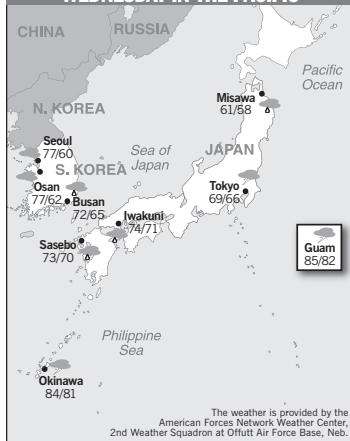 WEDNESDAY IN THE PACIFIC
CHINA
RUSSIA
Pacific
Ocean
Misawa
61/58
N. KOREA
Seoul
77/60
S. KOREA
Sea of
Japan
JAPAN
Osan
77/62
Busan
72/65
Tokyo
69/66
Iwakuni
74/71
Sasebo
73/70
Guam
85/82
Philippine
Sea
Okinawa
84/81
The weather is provided by the
American Forces Network Weather Center,
2nd Weather Squadron at Offutt Air Force Base, Neb.